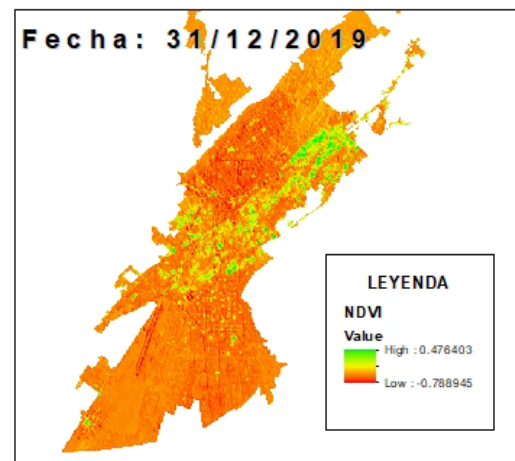 Fecha: 31/12/2019
LEYENDA
NDVI
Value
High : 0.476403
Low : -0.788945